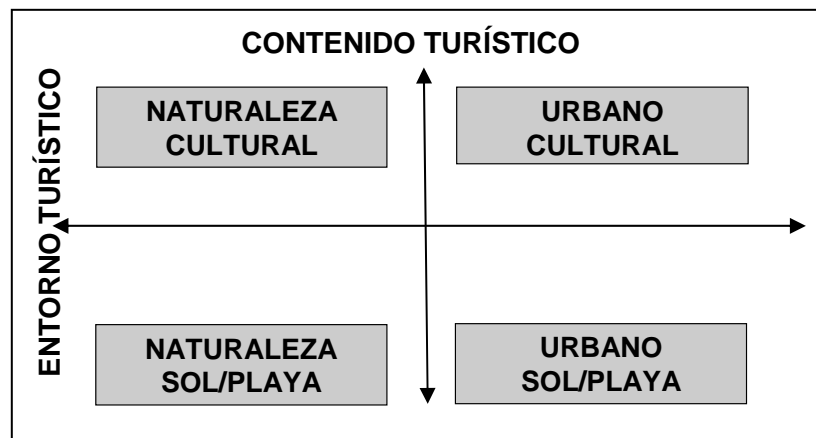 CONTENIDO TURÍSTICO
ENTORNO TURÍSTICO
NATURALEZA
CULTURAL
URBANO
CULTURAL
NATURALEZA
SOL/PLAYA
URBANO
SOL/PLAYA